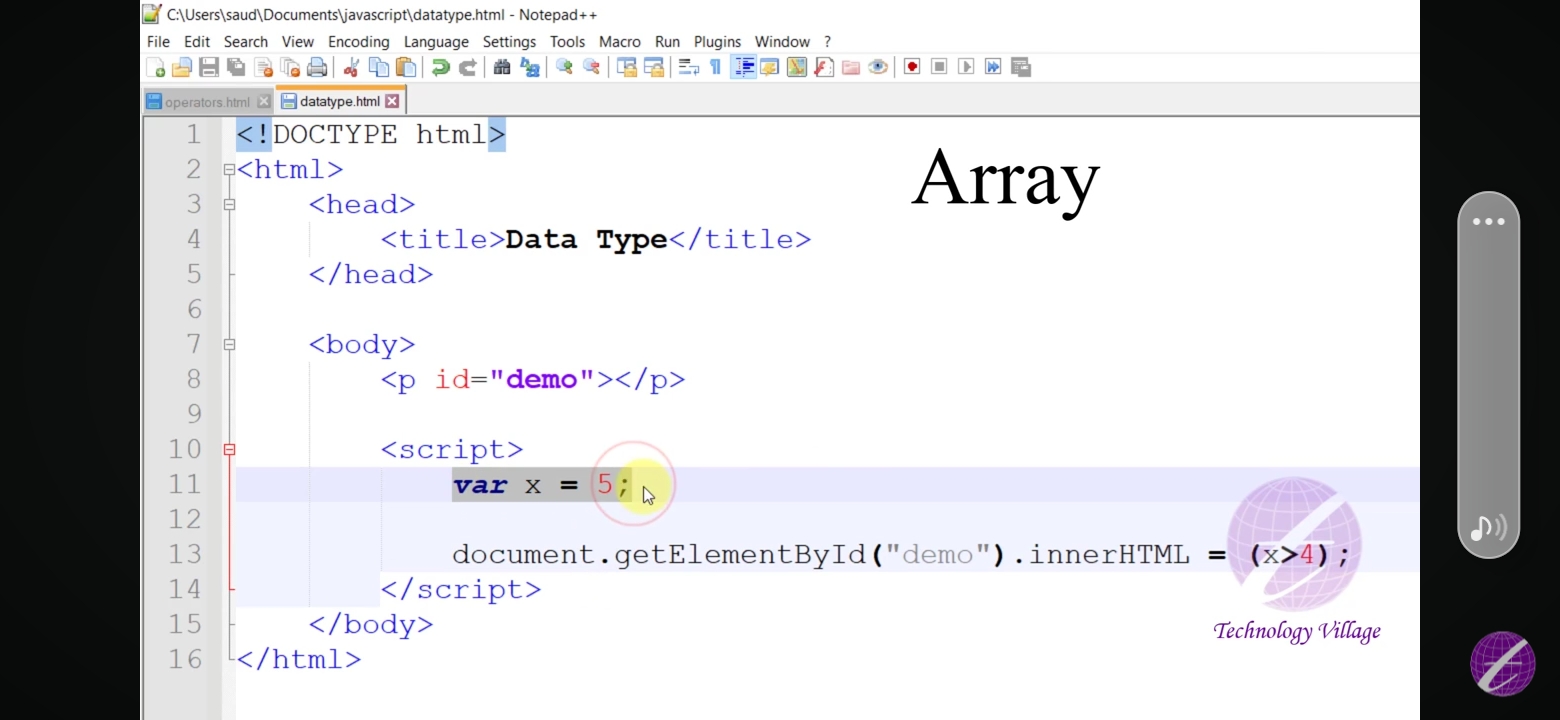 C:\Users\saud\Documents\javascript\datatype.html - Notepad++
File Edit Search View Encoding Language Settings Tools Macro Run Plugins Window ?
operators.html datatype.html
Array
1 <!DOCTYPE html>
2 <html>
3 <head>
4 <title>Data Type</title>
5 </head>
6
7 <body>
8 <p id="demo"></p>
9
10 <script>
11 var x = 5;
12
13 document.getElementById("demo").innerHTML = (x>4);
14 </script>
15 </body>
16 </html>
Technology Village